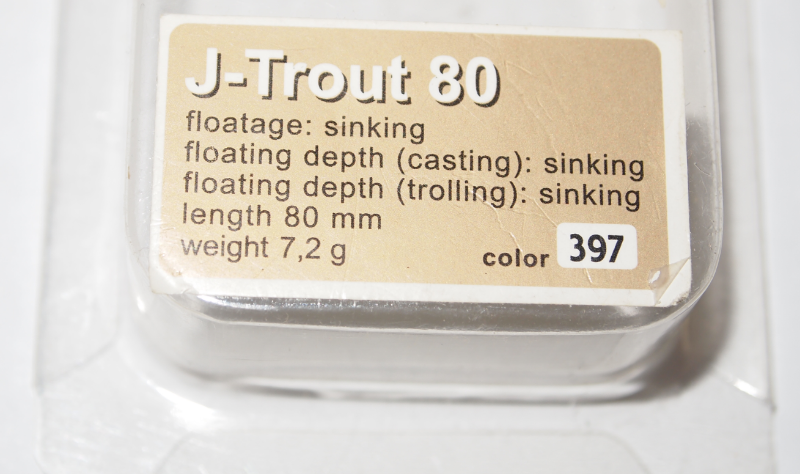 J-Trout 80
floatage: sinking
floating depth (casting): sinking
floating depth (trolling): sinking
length 80 mm
weight 7,2 g
color 397